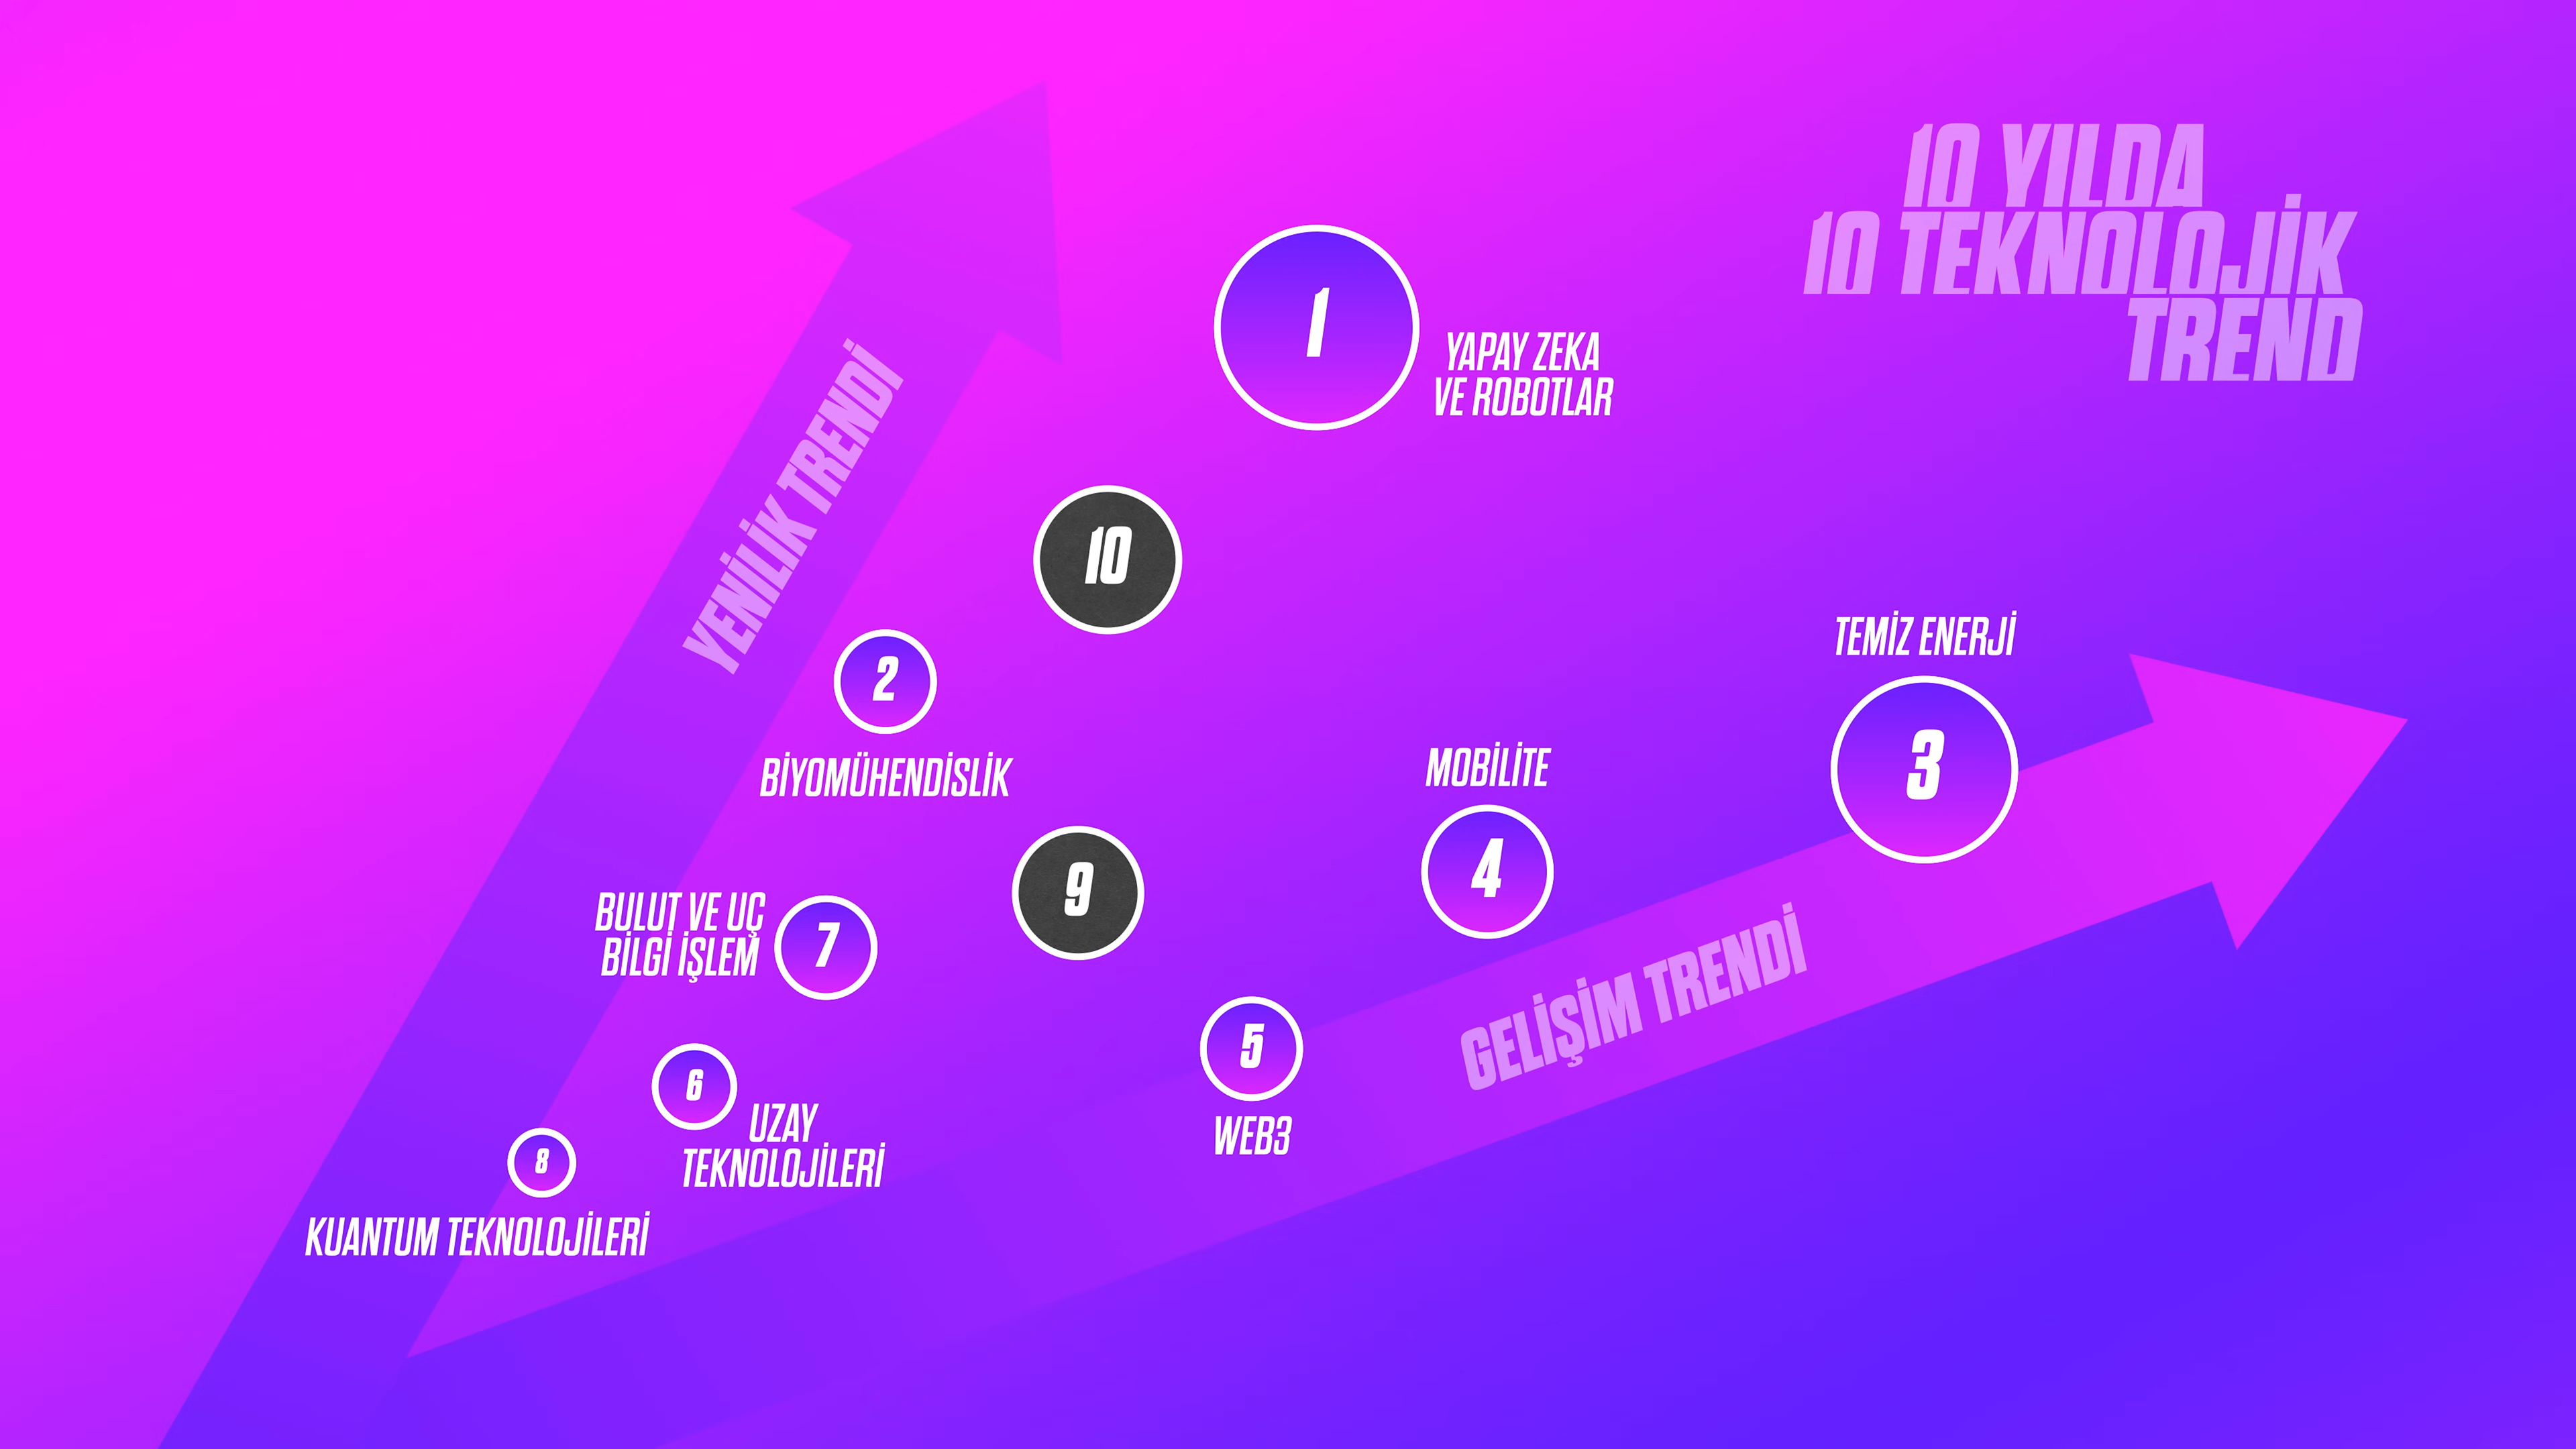 10 YILDA
10 TEKNOLOJİK
TREND
YENİLİK TRENDİ
1
YAPAY ZEKA
VE ROBOTLAR
10
2
BİYOMÜHENDİSLİK
TEMİZ ENERJİ
3
MOBİLİTE
4
9
BULUT VE UÇ
BİLGİ İŞLEM
7
GELİŞİM TRENDİ
5
WEB3
6
UZAY
TEKNOLOJİLERİ
8
KUANTUM TEKNOLOJİLERİ